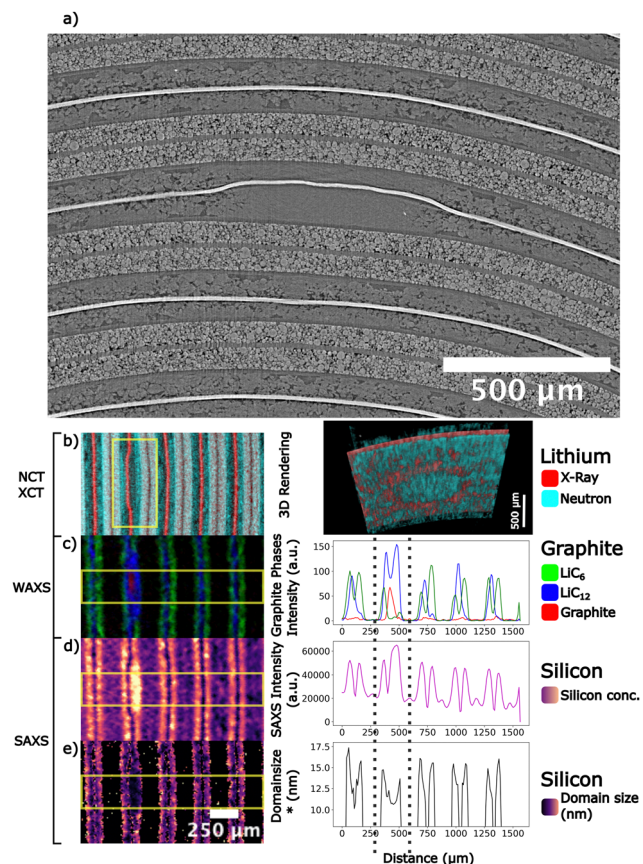 a)
500 µm
b)
NCT
XCT
3D Rendering
500 µm
Lithium
X-Ray
Neutron
c)
WAXS
Graphite Phases
Intensity (a.u.)
150
100
50
0
0 250 500 750 1000 1250 1500
Graphite
LiC6
LiC12
Graphite
d)
SAXS
SAXS Intensity
(a.u.)
60000
40000
20000
0
0 250 500 750 1000 1250 1500
Silicon
Silicon conc.
e)
250 µm
Domainsize
* (nm)
17.5
15.0
12.5
10.0
0 250 500 750 1000 1250 1500
Distance (µm)
Silicon
Domain size
(nm)